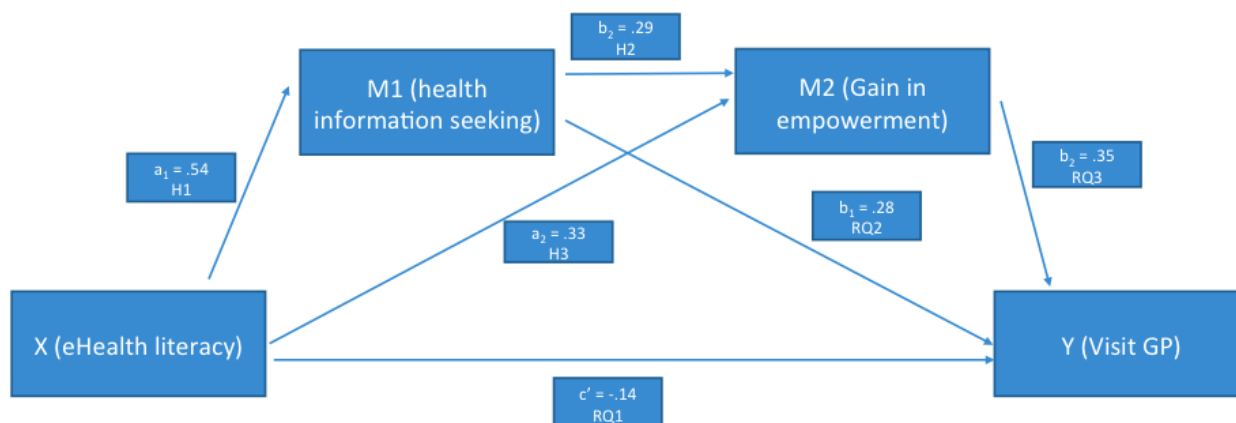 b₂ = .29
H2
M1 (health
information seeking)
M2 (Gain in
empowerment)
a₁ = .54
H1
b₂ = .35
RQ3
b₁ = .28
RQ2
a₂ = .33
H3
X (eHealth literacy)
Y (Visit GP)
c’ = -.14
RQ1